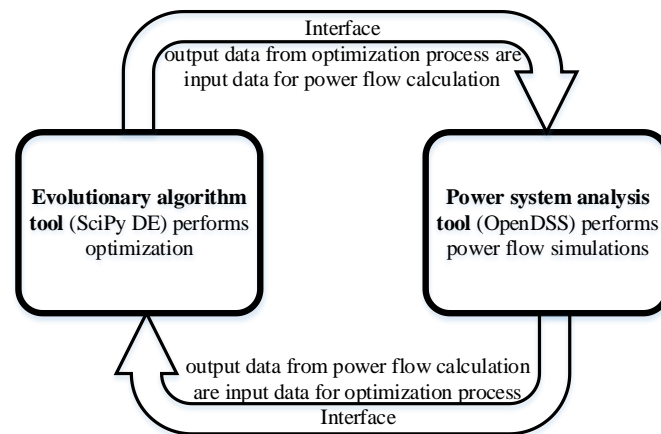 Interface
output data from optimization process are
input data for power flow calculation
Evolutionary algorithm
tool (SciPy DE) performs
optimization
Power system analysis
tool (OpenDSS) performs
power flow simulations
output data from power flow calculation
are input data for optimization process
Interface